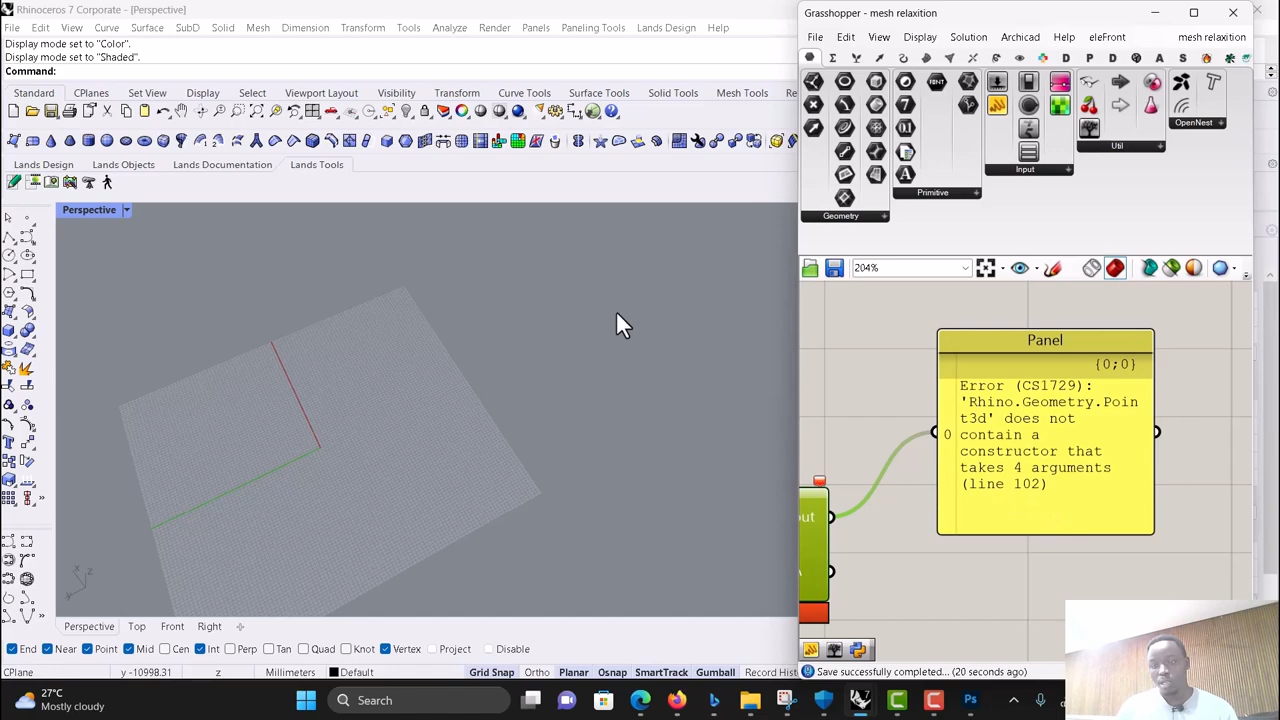 Rhinoceros 7 Corporate - [Perspective]
File Edit View Curve Surface SubD Solid Mesh Dimension Transform Tools Analyze Render Panels Paneling Tools Lands Design Help
Display mode set to "Color".
Display mode set to "Shaded".
Command:
Standard CPlanes Set View Display Select Viewport Layout Visibility Transform Curve Tools Surface Tools Solid Tools Mesh Tools
Lands Design Lands Objects Lands Documentation Lands Tools
Perspective
z
x
Perspective Top Front Right
End Near Point Mid Cen Int Perp Tan Quad Knot Vertex Project Disable
CPlane x-0998.31 z Millimeters Default Grid Snap Ortho Planar Osnap SmartTrack Gumball Record Hist
Grasshopper - mesh relaxition
File Edit View Display Solution Archicad Help eleFront mesh relaxition
D P D A S
FONT
OpenNest
Util
Input
Primitive
Geometry
204%
Panel
{0;0}
0
Error (CS1729):
'Rhino.Geometry.Poin
t3d' does not
contain a
constructor that
takes 4 arguments
(line 102)
out
A
Save successfully completed... (20 seconds ago)
27°C
Mostly cloudy
Search